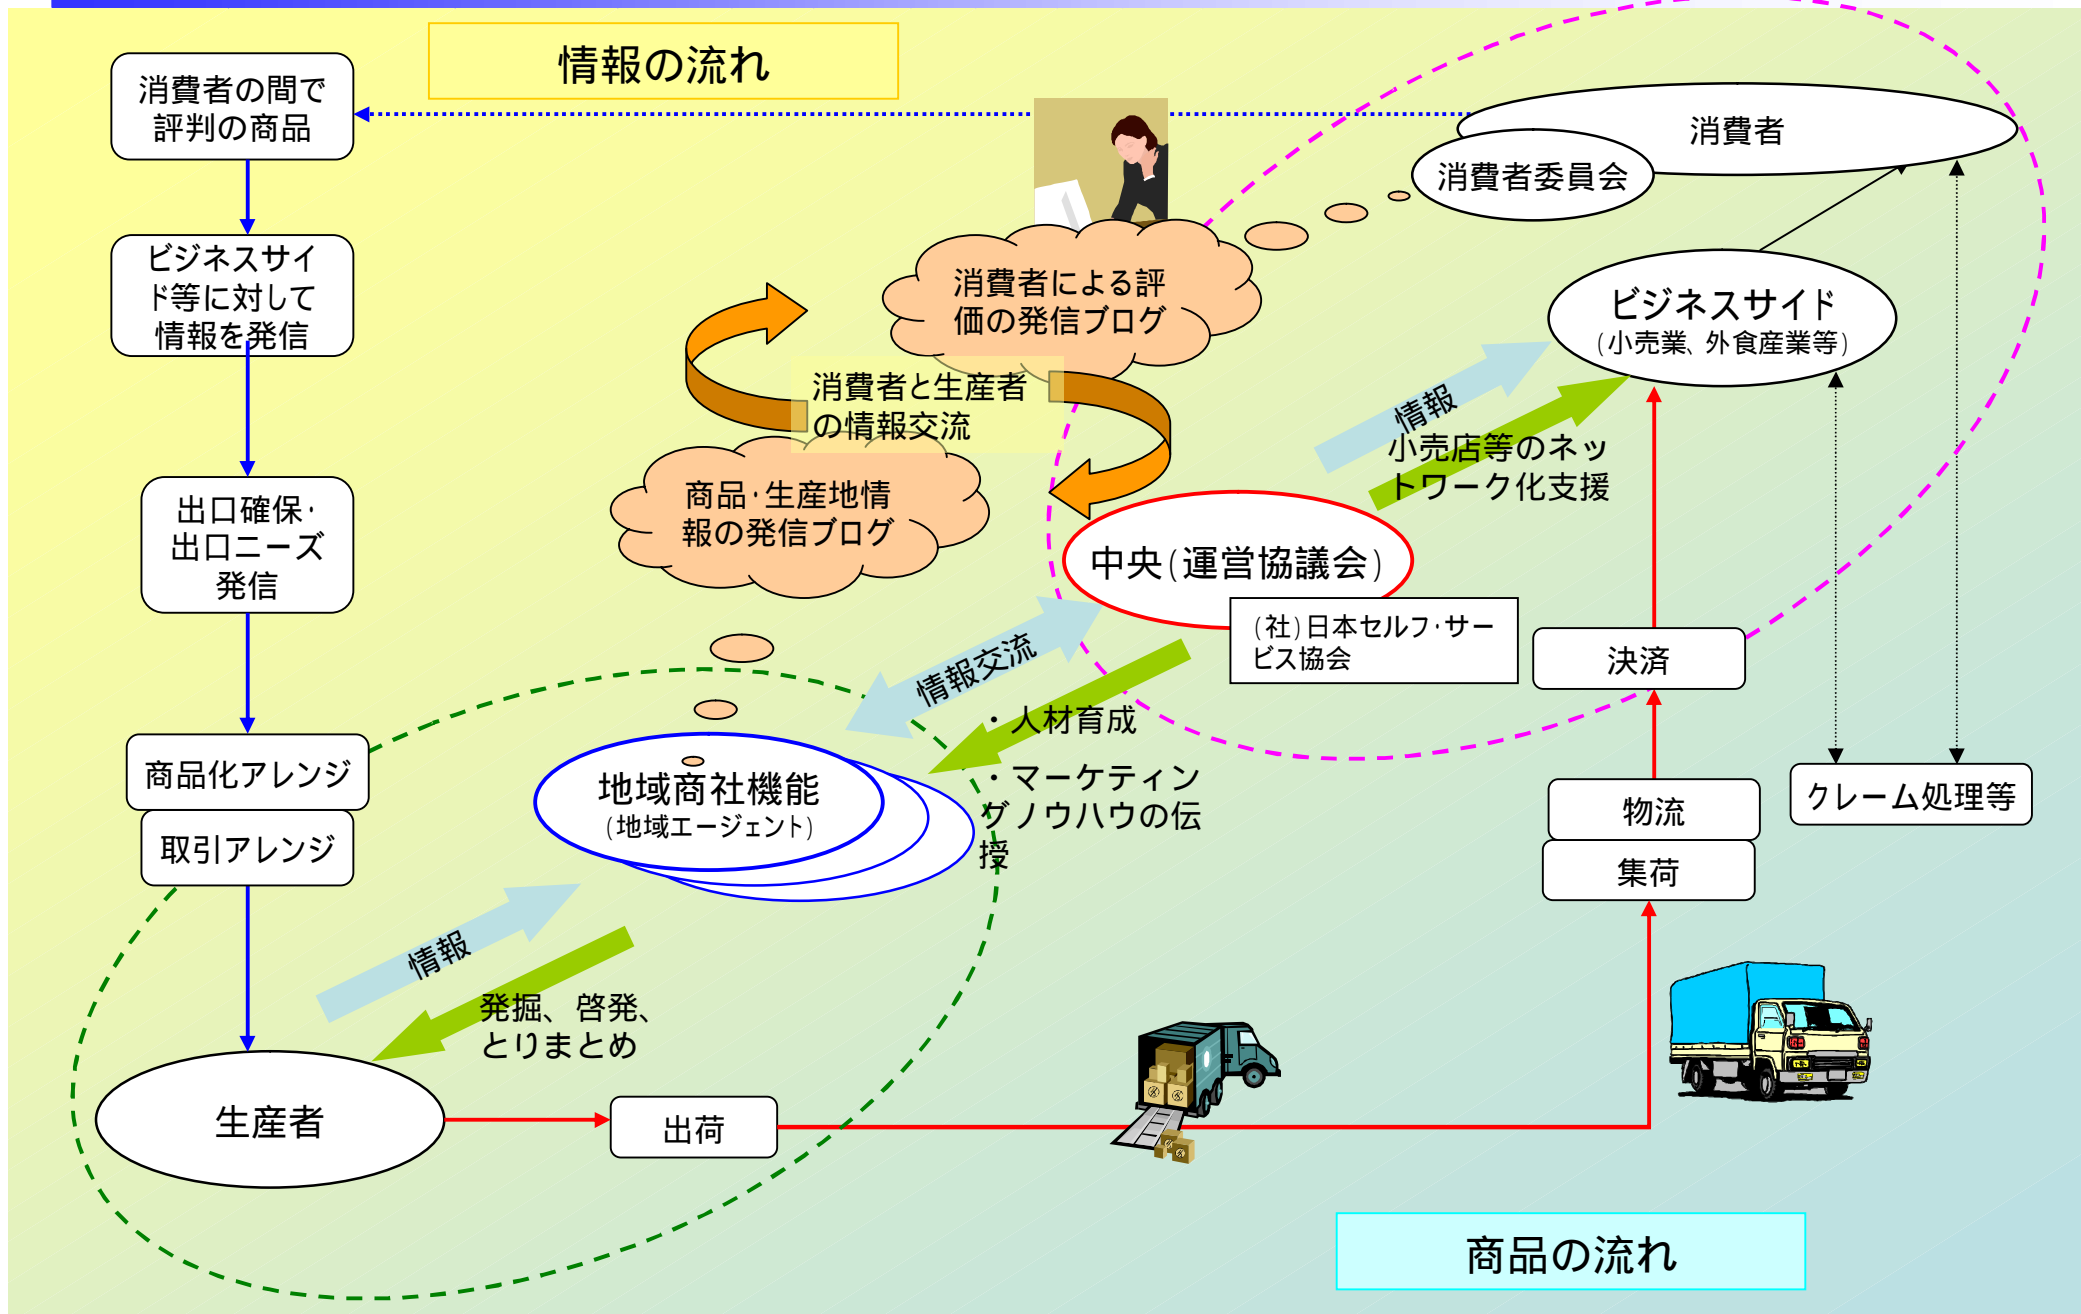 情報の流れ
消費者の間で
評判の商品
消費者
消費者委員会
ビジネスサイ
ド等に対して
情報を発信
消費者による評
価の発信ブログ
ビジネスサイド
(小売業、外食産業等)
消費者と生産者
の情報交流
情報
小売店等のネッ
トワーク化支援
出口確保・
出口ニーズ
発信
商品・生産地情
報の発信ブログ
中央(運営協議会)
(社)日本セルフ・サー
ビス協会
決済
情報交流
・人材育成
・マーケティン
グノウハウの伝
授
商品化アレンジ
取引アレンジ
地域商社機能
(地域エージェント)
物流
集荷
クレーム処理等
情報
発掘、啓発、
とりまとめ
生産者
出荷
商品の流れ